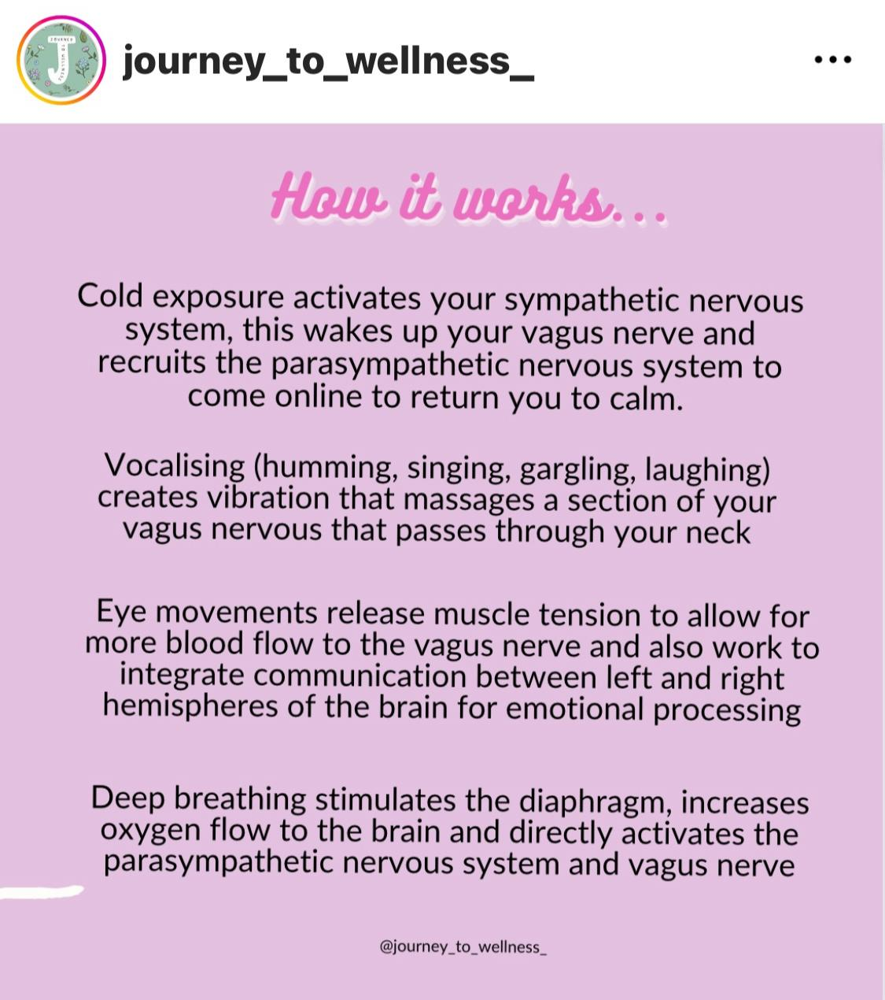 journey_to_wellness_
How it works...
Cold exposure activates your sympathetic nervous
system, this wakes up your vagus nerve and
recruits the parasympathetic nervous system to
come online to return you to calm.
Vocalising (humming, singing, gargling, laughing)
creates vibration that massages a section of your
vagus nervous that passes through your neck
Eye movements release muscle tension to allow for
more blood flow to the vagus nerve and also work to
integrate communication between left and right
hemispheres of the brain for emotional processing
Deep breathing stimulates the diaphragm, increases
oxygen flow to the brain and directly activates the
parasympathetic nervous system and vagus nerve
@journey_to_wellness_